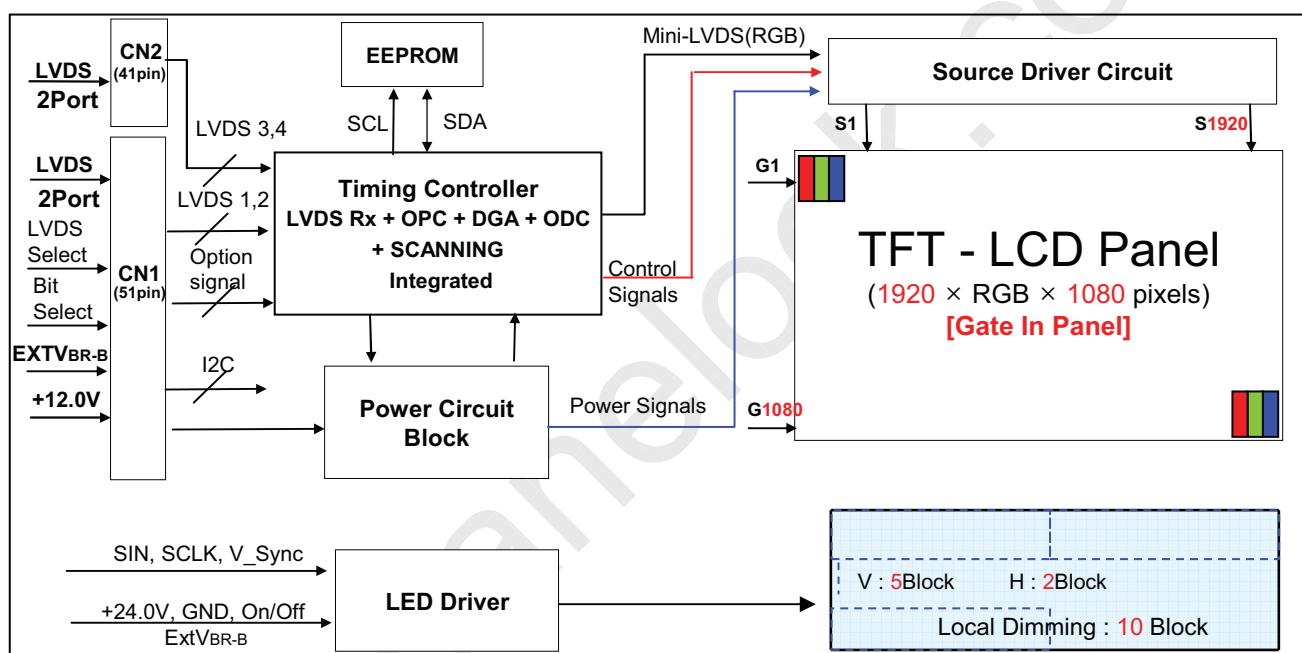 CN2
(41pin)
LVDS
2Port
EEPROM
Mini-LVDS(RGB)
Source Driver Circuit
SCL
SDA
S1
S1920
LVDS 3,4
LVDS
2Port
LVDS 1,2
G1
Timing Controller
LVDS Rx + OPC + DGA + ODC
+ SCANNING
Integrated
LVDS
Select
Bit
Select
CN1
(51pin)
Option
signal
Control
Signals
TFT - LCD Panel
(1920 × RGB × 1080 pixels)
[Gate In Panel]
EXTVBR-B
+12.0V
I2C
Power Circuit
Block
Power Signals
G1080
SIN, SCLK, V_Sync
+24.0V, GND, On/Off
ExtVBR-B
LED Driver
V : 5Block
H : 2Block
Local Dimming : 10 Block